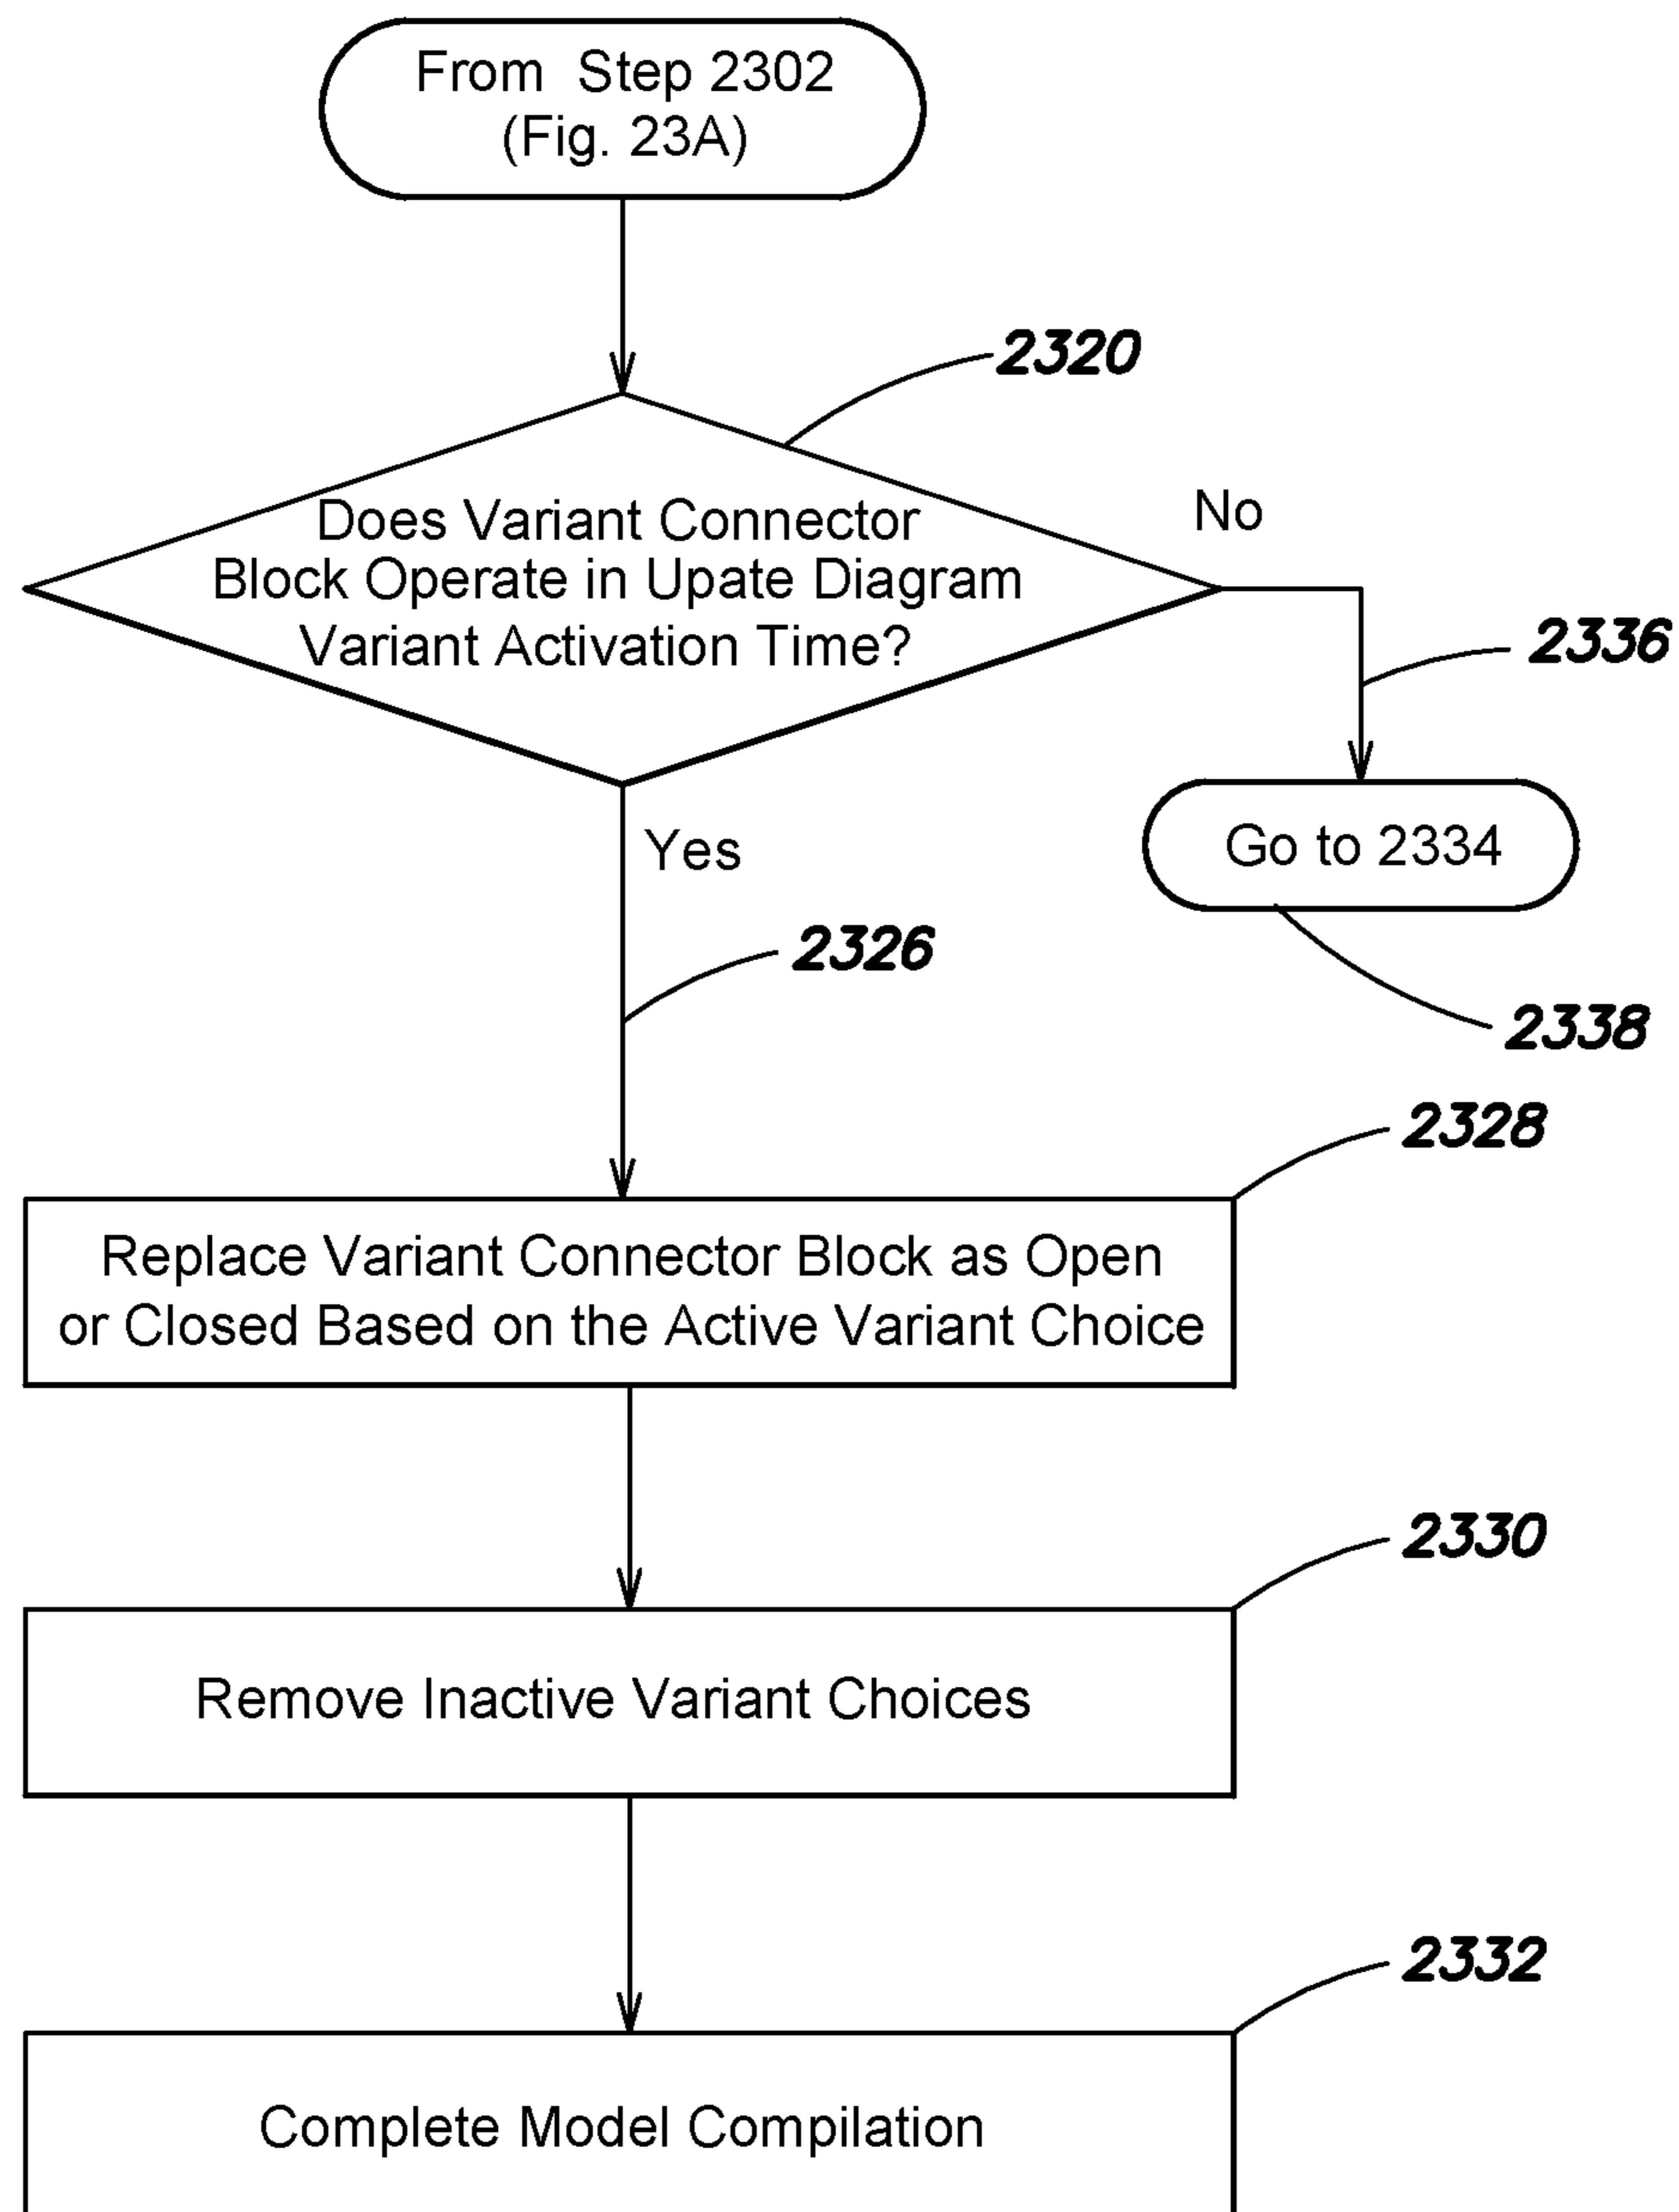 From Step 2302
(Fig. 23A)
2320
Does Variant Connector
Block Operate in Upate Diagram
Variant Activation Time?
No
2336
Go to 2334
Yes
2326
2338
2328
Replace Variant Connector Block as Open
or Closed Based on the Active Variant Choice
2330
Remove Inactive Variant Choices
2332
Complete Model Compilation